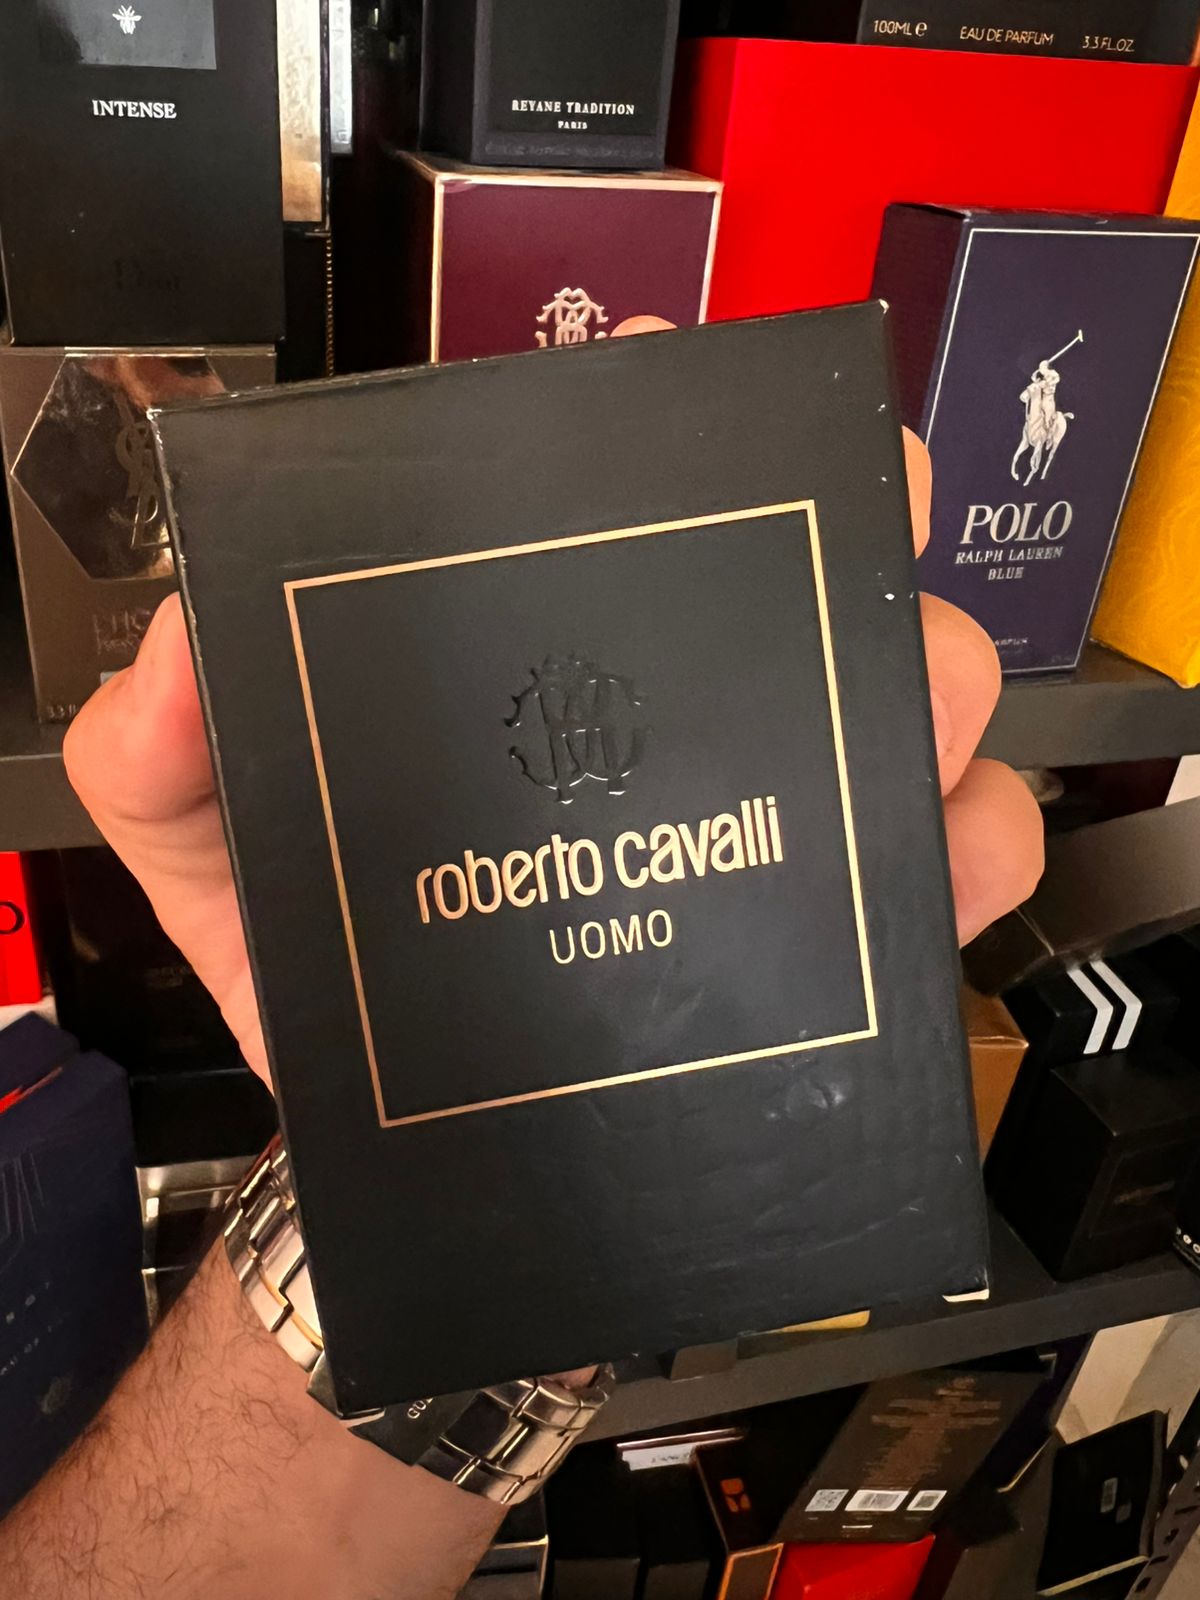 INTENSE
REYANE TRADITION
PARIS
100ML e EAU DE PARFUM 3.3 FL.OZ
POLO
RALPH LAUREN
BLUE
roberto cavalli
UOMO